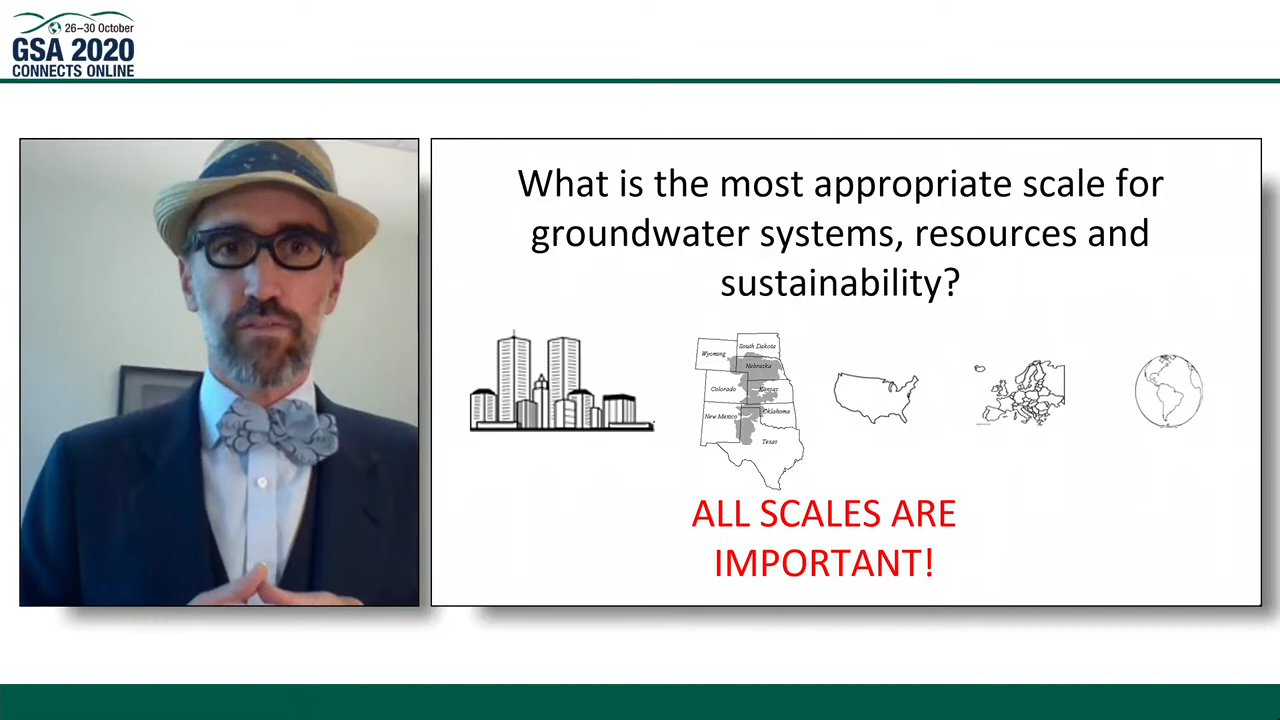 26–30 October
GSA 2020
CONNECTS ONLINE
What is the most appropriate scale for
groundwater systems, resources and
sustainability?
South Dakota
Wyoming
Nebraska
Colorado
Kansas
Oklahoma
New Mexico
Texas
ALL SCALES ARE
IMPORTANT!